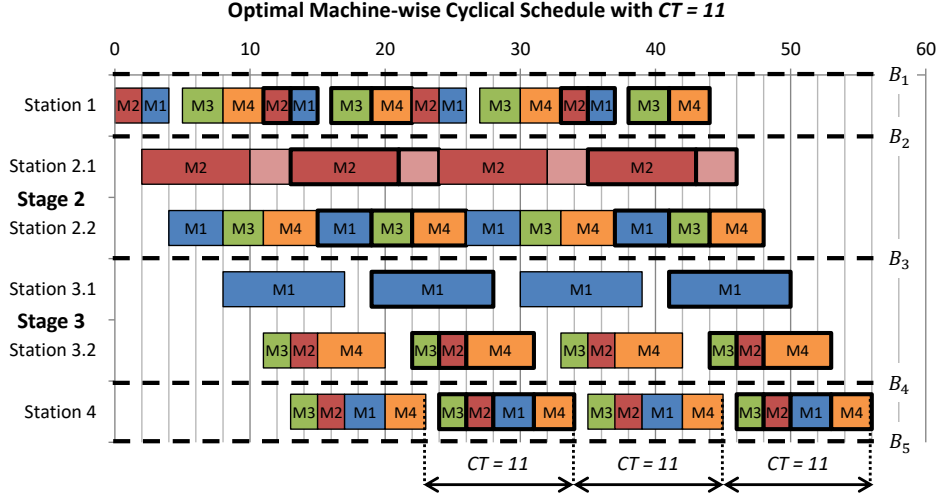 Optimal Machine-wise Cyclical Schedule with CT = 11
0 10 20 30 40 50 60
B1
Station 1 M2 M1 M3 M4 M2 M1 M3 M4 M2 M1 M3 M4 M2 M1 M3 M4
B2
Station 2.1 M2 M2 M2 M2
Stage 2
Station 2.2 M1 M3 M4 M1 M3 M4 M1 M3 M4 M1 M3 M4
B3
Station 3.1 M1 M1 M1 M1
Stage 3
Station 3.2 M3 M2 M4 M3 M2 M4 M3 M2 M4 M3 M2 M4
B4
Station 4 M3 M2 M1 M4 M3 M2 M1 M4 M3 M2 M1 M4 M3 M2 M1 M4
B5
CT = 11 CT = 11 CT = 11